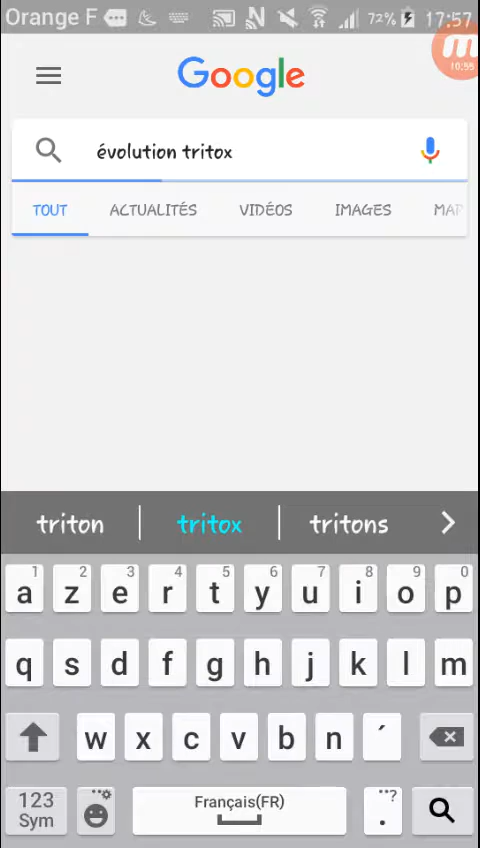 Orange F 72% 17:57
10:55
Google
évolution tritox
TOUT ACTUALITÉS VIDÉOS IMAGES MAP
triton tritox tritons
1 2 3 4 5 6 7 8 9 0
a z e r t y u i o p
q s d f g h j k l m
w x c v b n ´
123 Sym Français(FR) . ?